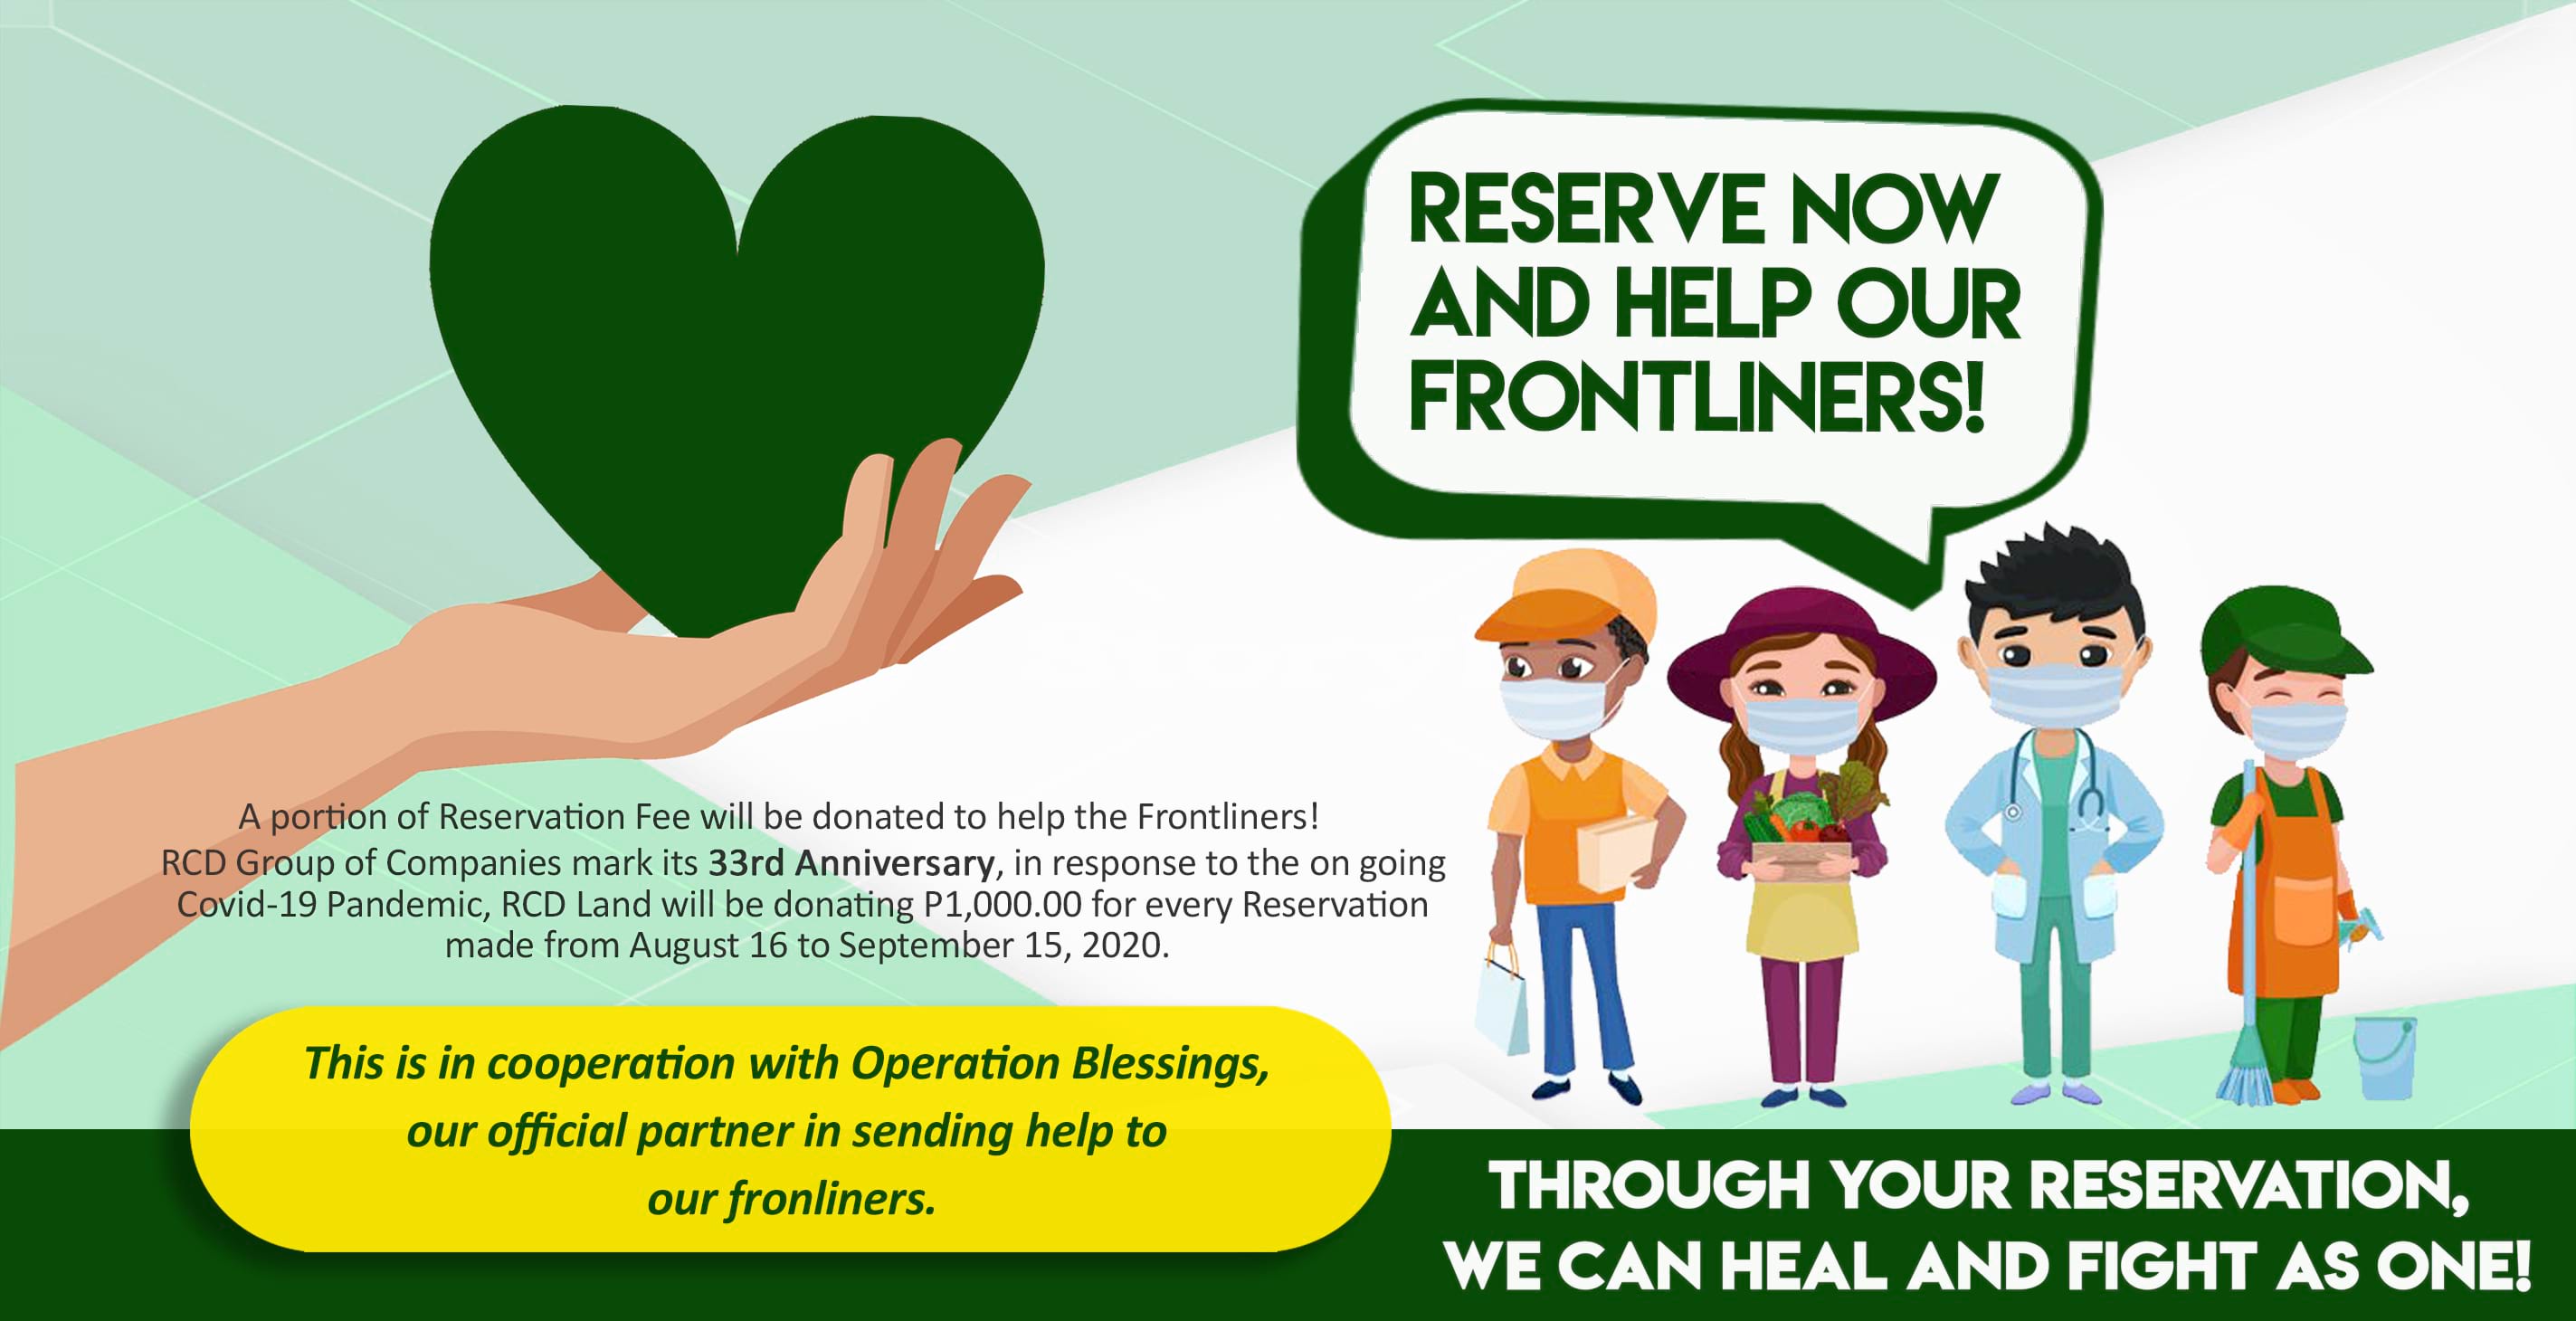 RESERVE NOW
AND HELP OUR
FRONTLINERS!
A portion of Reservation Fee will be donated to help the Frontliners!
RCD Group of Companies mark its 33rd Anniversary, in response to the on going
Covid-19 Pandemic, RCD Land will be donating P1,000.00 for every Reservation
made from August 16 to September 15, 2020.
This is in cooperation with Operation Blessings,
our official partner in sending help to
our fronliners.
THROUGH YOUR RESERVATION,
WE CAN HEAL AND FIGHT AS ONE!